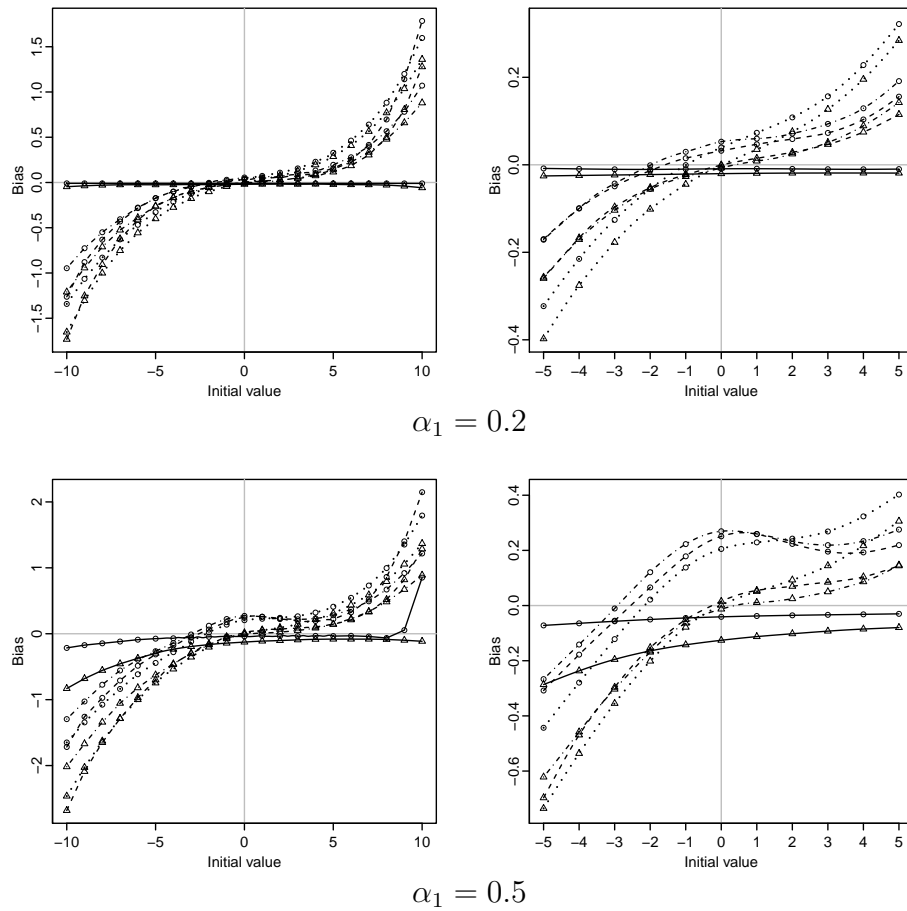 Bias
1.5
1.0
0.5
0.0
−0.5
−1.0
−1.5
−10 −5 0 5 10
Initial value
Bias
0.2
0.0
−0.2
−0.4
−5 −4 −3 −2 −1 0 1 2 3 4 5
Initial value
α₁ = 0.2
Bias
2
1
0
−1
−2
−10 −5 0 5 10
Initial value
Bias
0.4
0.2
0.0
−0.2
−0.4
−0.6
−5 −4 −3 −2 −1 0 1 2 3 4 5
Initial value
α₁ = 0.5